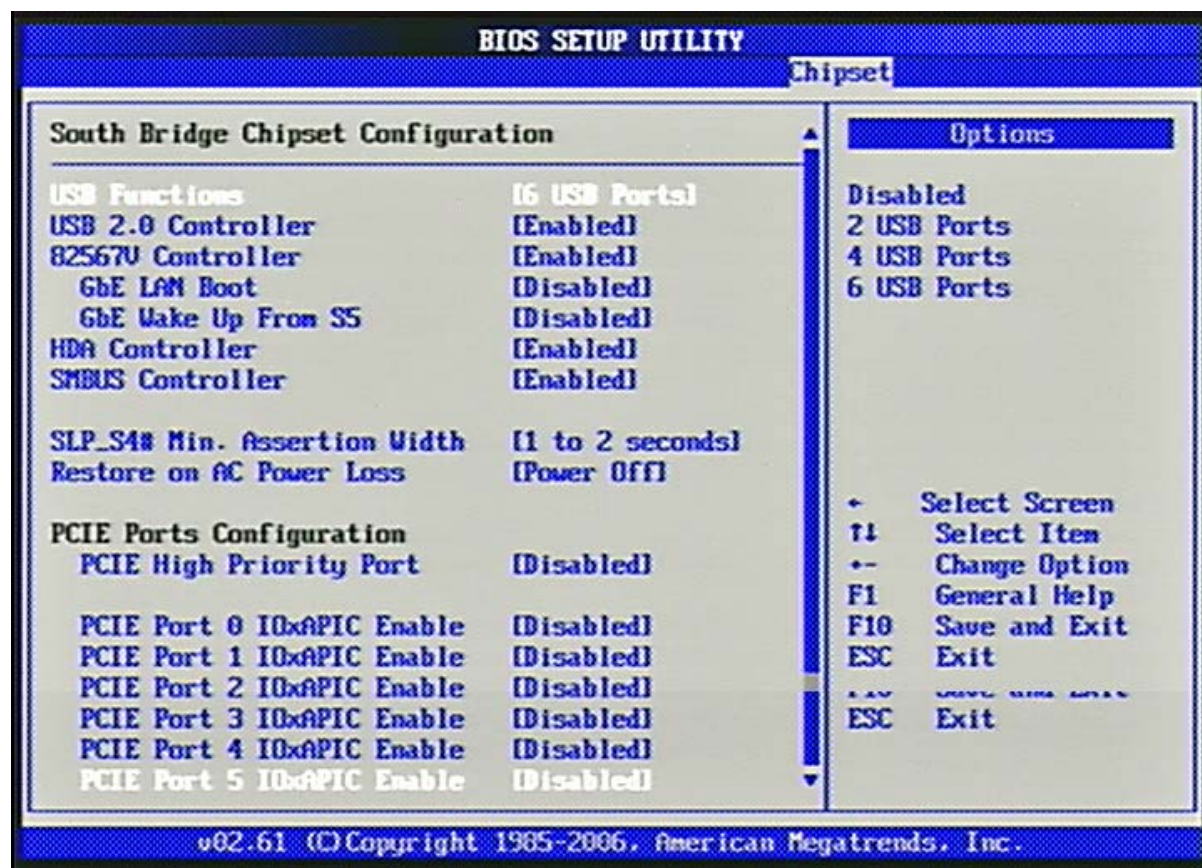 BIOS SETUP UTILITY
Chipset
South Bridge Chipset Configuration
USB Functions [6 USB Ports]
USB 2.0 Controller [Enabled]
82567V Controller [Enabled]
GbE LAN Boot [Disabled]
GbE Wake Up From S5 [Disabled]
HDA Controller [Enabled]
SMBUS Controller [Enabled]
SLP_S4# Min. Assertion Width [1 to 2 seconds]
Restore on AC Power Loss [Power Off]
PCIE Ports Configuration
PCIE High Priority Port [Disabled]
PCIE Port 0 IOxAPIC Enable [Disabled]
PCIE Port 1 IOxAPIC Enable [Disabled]
PCIE Port 2 IOxAPIC Enable [Disabled]
PCIE Port 3 IOxAPIC Enable [Disabled]
PCIE Port 4 IOxAPIC Enable [Disabled]
PCIE Port 5 IOxAPIC Enable [Disabled]
Options
Disabled
2 USB Ports
4 USB Ports
6 USB Ports
← Select Screen
↑↓ Select Item
+- Change Option
F1 General Help
F10 Save and Exit
ESC Exit
F10 Save and Exit
ESC Exit
v02.61 (C)Copyright 1985-2006, American Megatrends, Inc.